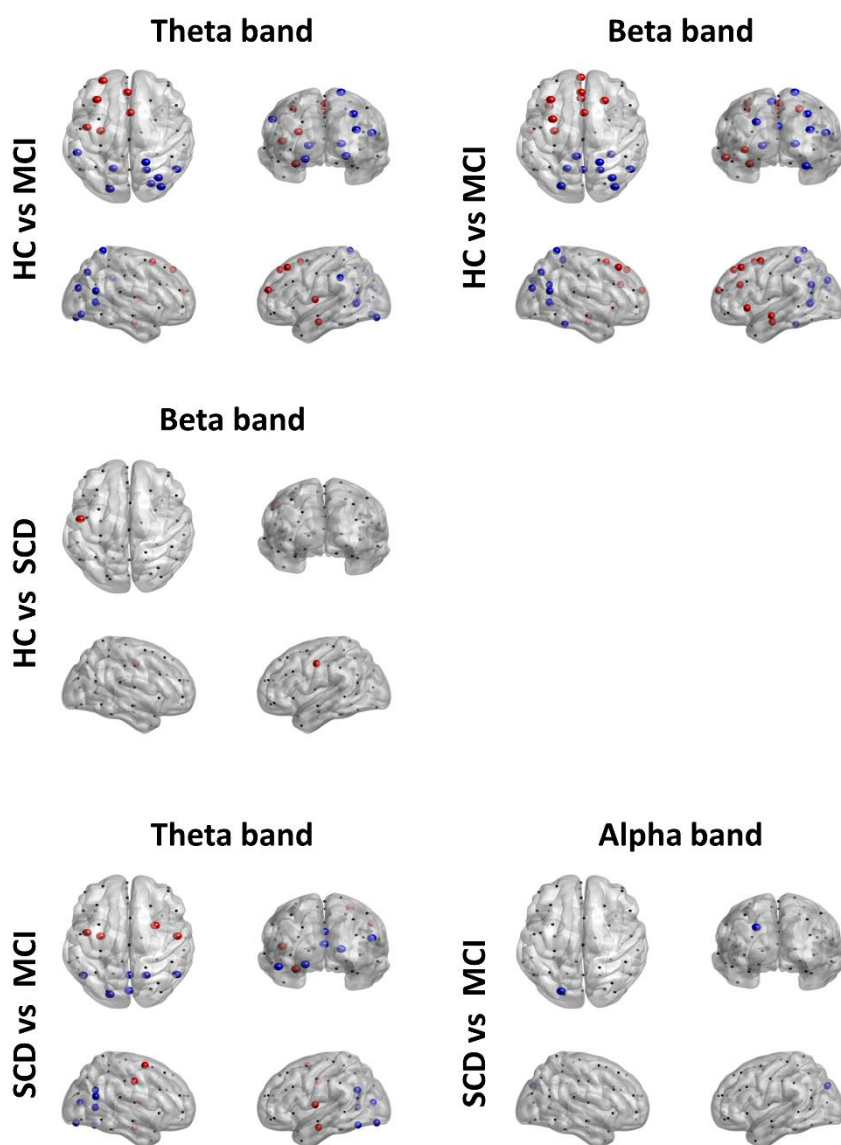 Theta band
Beta band
HC vs MCI
HC vs MCI
Beta band
HC vs SCD
Theta band
Alpha band
SCD vs MCI
SCD vs MCI